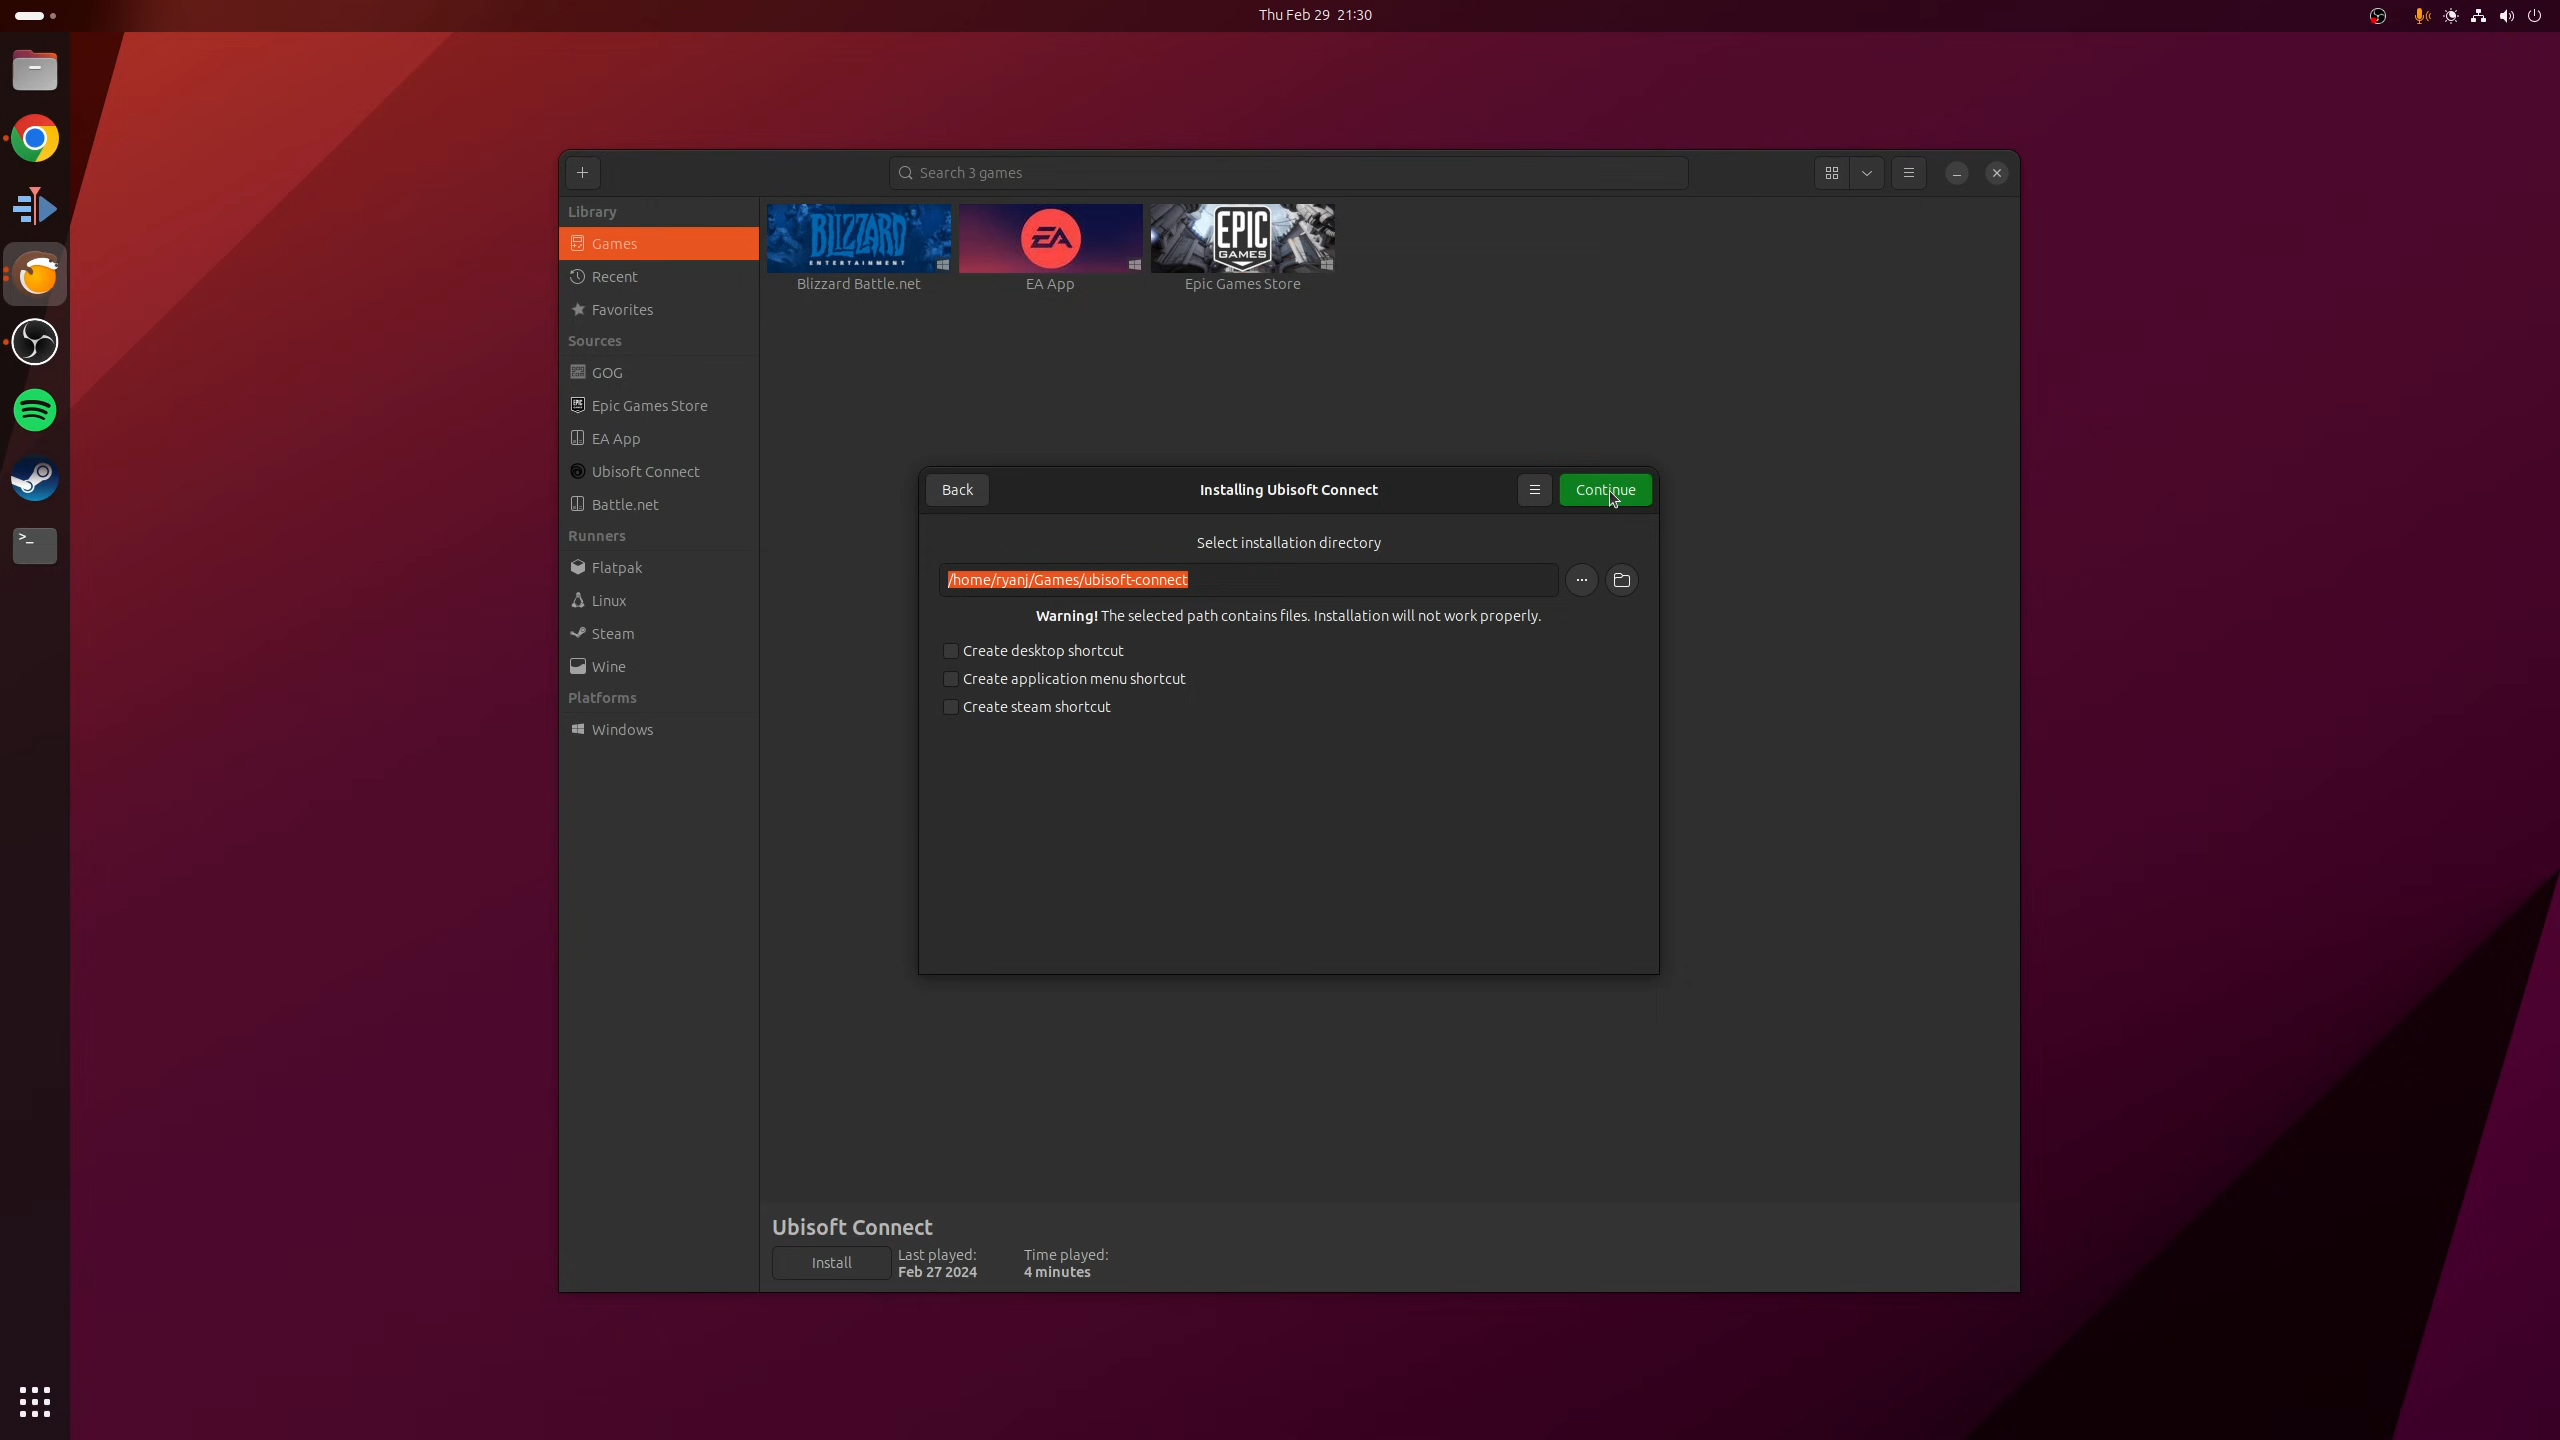 Thu Feb 29 21:30
Search 3 games
Library
Games
Recent
Favorites
Sources
GOG
Epic Games Store
EA App
Ubisoft Connect
Battle.net
Runners
Flatpak
Linux
Steam
Wine
Platforms
Windows
BLIZZARD
ENTERTAINMENT
Blizzard Battle.net
EA
EA App
EPIC
GAMES
Epic Games Store
Back
Installing Ubisoft Connect
Continue
Select installation directory
/home/ryanj/Games/ubisoft-connect
Warning! The selected path contains files. Installation will not work properly.
Create desktop shortcut
Create application menu shortcut
Create steam shortcut
Ubisoft Connect
Install
Last played: Time played:
Feb 27 2024 4 minutes